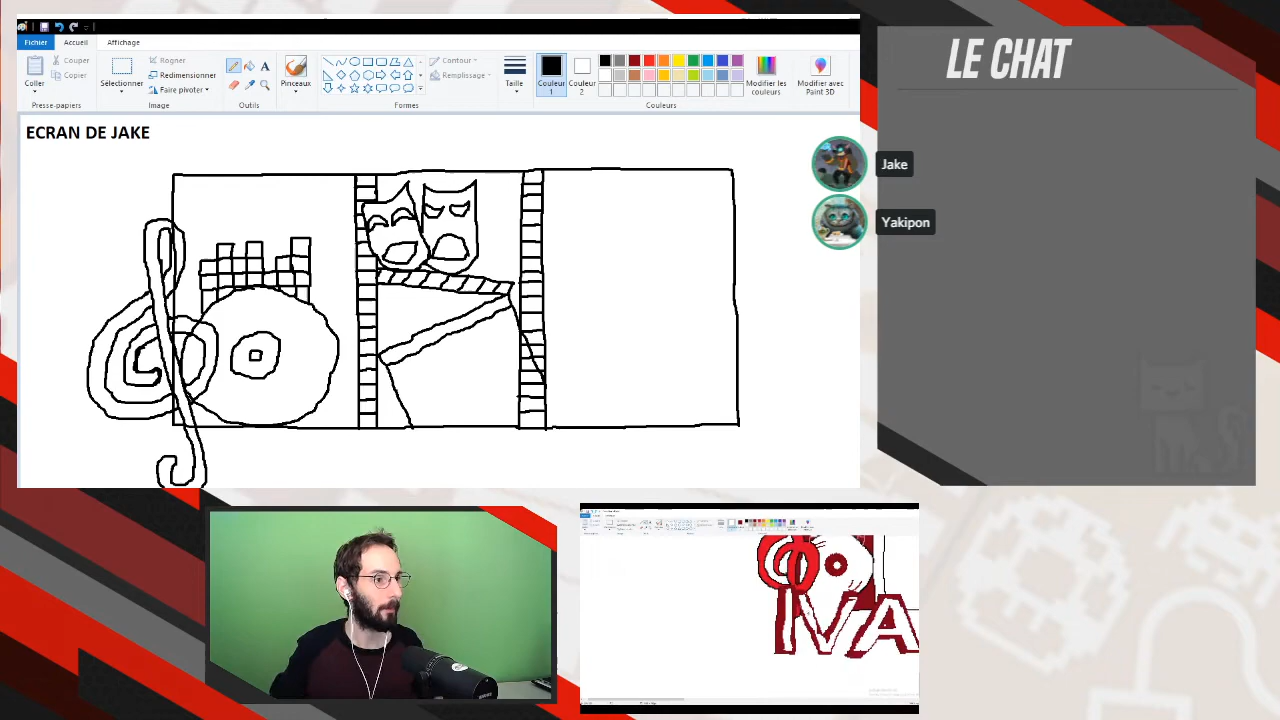 Fichier Accueil Affichage
Coller
Couper
Copier
Presse-papiers
Sélectionner
Rogner
Redimensionner
Faire pivoter
Image
A
Outils
Pinceaux
Contour
Remplissage
Formes
Taille
Couleur
1
Couleur
2
Modifier les
couleurs
Modifier avec
Paint 3D
Couleurs
ECRAN DE JAKE
Jake
Yakipon
LE CHAT
IVA